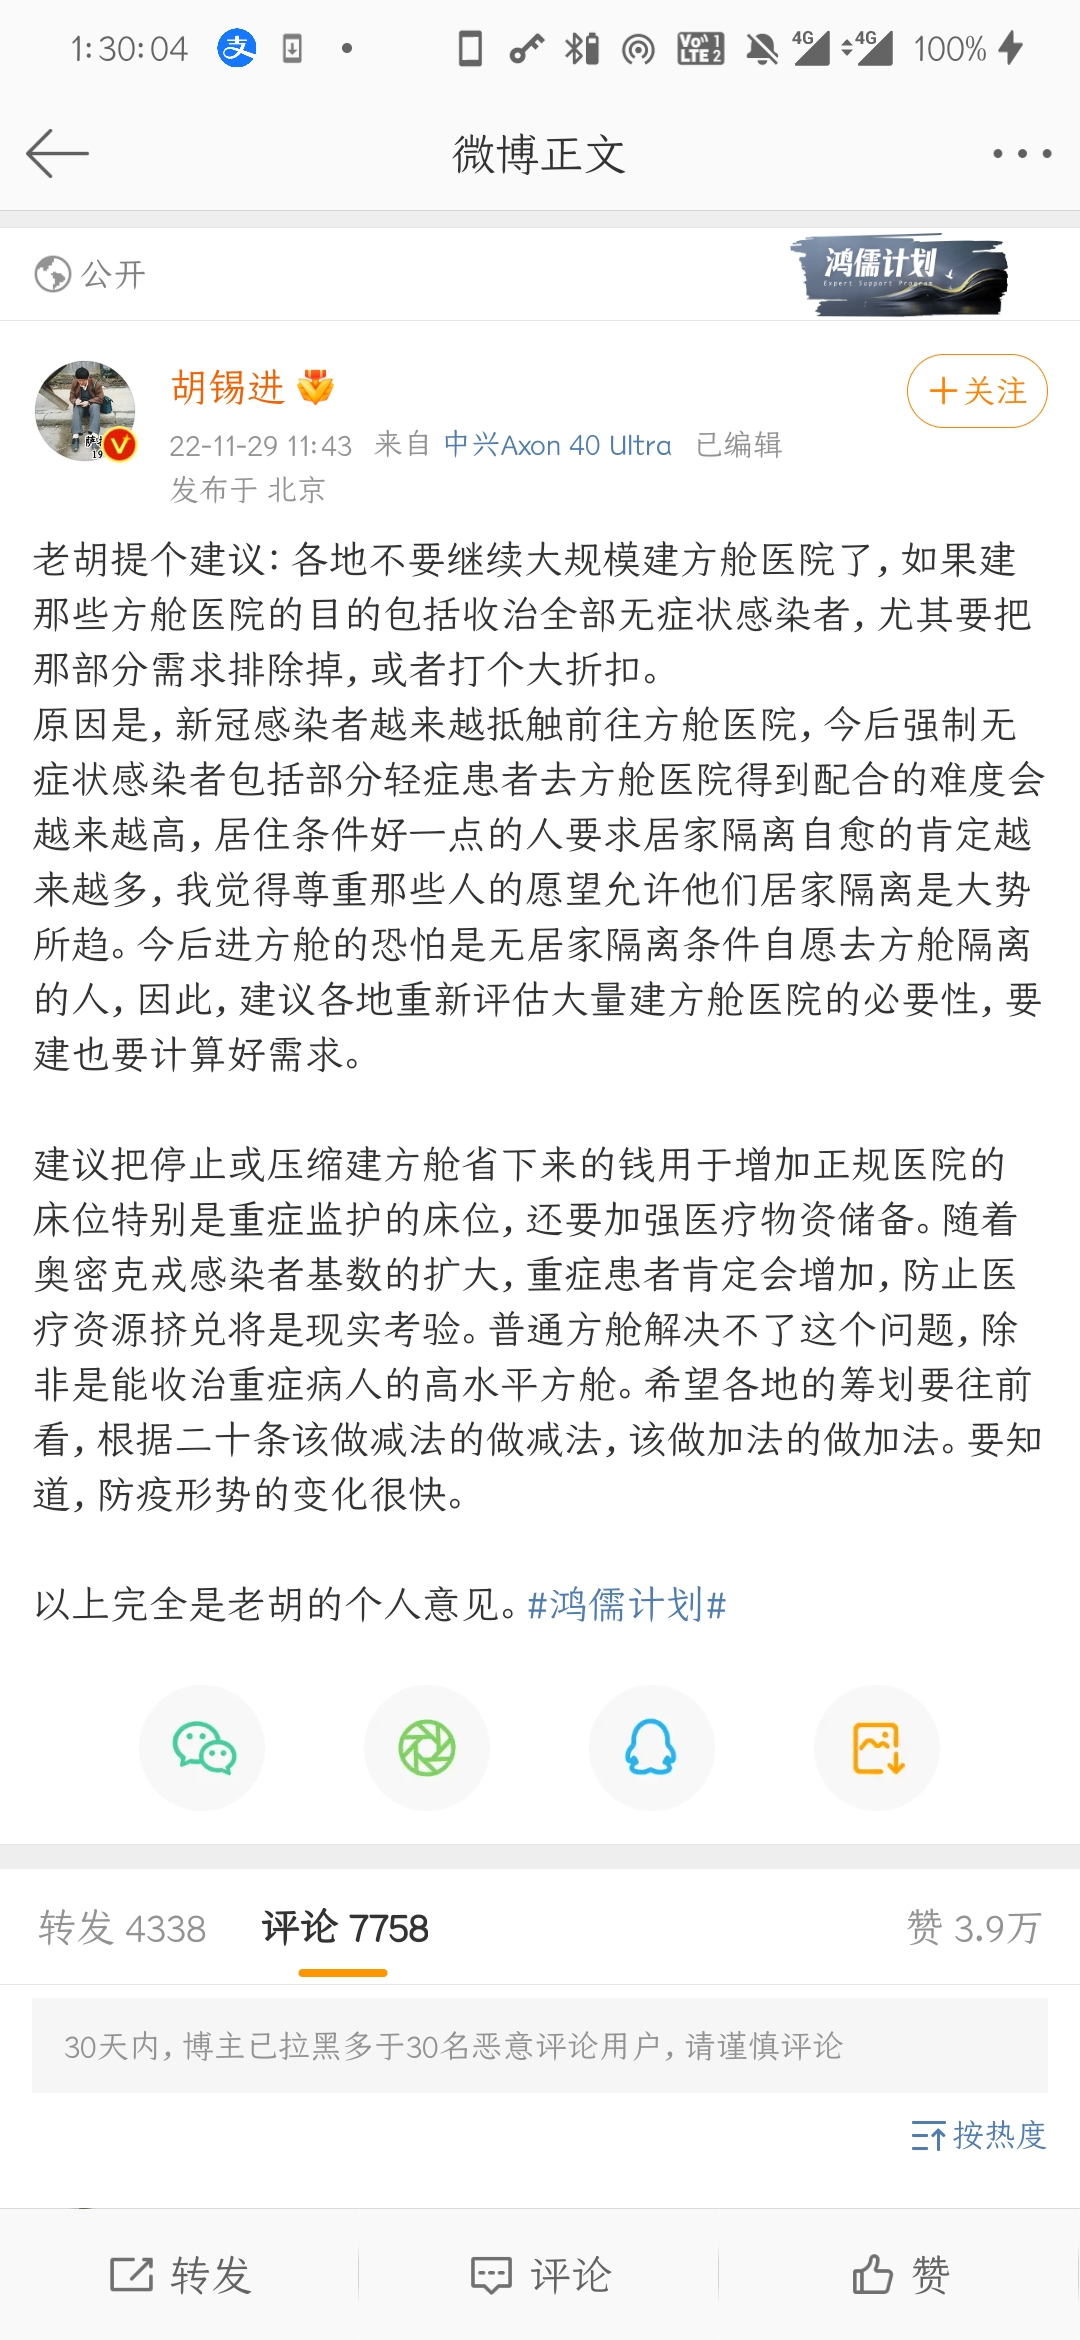 1:30:04 支 4G 4G 100%
VoLTE 1 2
微博正文
公开
鸿儒计划
Expert Support Program
胡锡进
+关注
22-11-29 11:43 来自 中兴Axon 40 Ultra 已编辑
发布于 北京
老胡提个建议：各地不要继续大规模建方舱医院了，如果建
那些方舱医院的目的包括收治全部无症状感染者，尤其要把
那部分需求排除掉，或者打个大折扣。
原因是，新冠感染者越来越抵触前往方舱医院，今后强制无
症状感染者包括部分轻症患者去方舱医院得到配合的难度会
越来越高，居住条件好一点的人要求居家隔离自愈的肯定越
来越多，我觉得尊重那些人的愿望允许他们居家隔离是大势
所趋。今后进方舱的恐怕是无居家隔离条件自愿去方舱隔离
的人，因此，建议各地重新评估大量建方舱医院的必要性，要
建也要计算好需求。
建议把停止或压缩建方舱省下来的钱用于增加正规医院的
床位特别是重症监护的床位，还要加强医疗物资储备。随着
奥密克戎感染者基数的扩大，重症患者肯定会增加，防止医
疗资源挤兑将是现实考验。普通方舱解决不了这个问题，除
非是能收治重症病人的高水平方舱。希望各地的筹划要往前
看，根据二十条该做减法的做减法，该做加法的做加法。要知
道，防疫形势的变化很快。
以上完全是老胡的个人意见。#鸿儒计划#
转发 4338 评论 7758 赞 3.9万
30天内，博主已拉黑多于30名恶意评论用户，请谨慎评论
按热度
转发 评论 赞